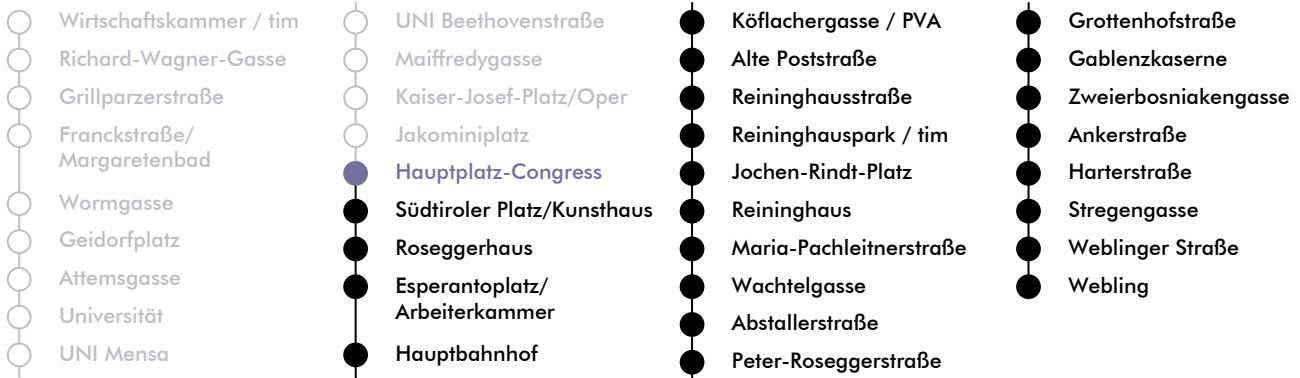 Wirtschaftskammer / tim
Richard-Wagner-Gasse
Grillparzerstraße
Franckstraße/
Margaretenbad
Wormgasse
Geidorfplatz
Attemsgasse
Universität
UNI Mensa
UNI Beethovenstraße
Maiffredygasse
Kaiser-Josef-Platz/Oper
Jakominiplatz
Hauptplatz-Congress
Südtiroler Platz/Kunsthaus
Roseggerhaus
Esperantoplatz/
Arbeiterkammer
Hauptbahnhof
Köflachergasse / PVA
Alte Poststraße
Reininghausstraße
Reininghauspark / tim
Jochen-Rindt-Platz
Reininghaus
Maria-Pachleitnerstraße
Wachtelgasse
Abstallerstraße
Peter-Roseggerstraße
Grottenhofstraße
Gablenzkaserne
Zweierbosniakengasse
Ankerstraße
Harterstraße
Stregengasse
Weblinger Straße
Webling